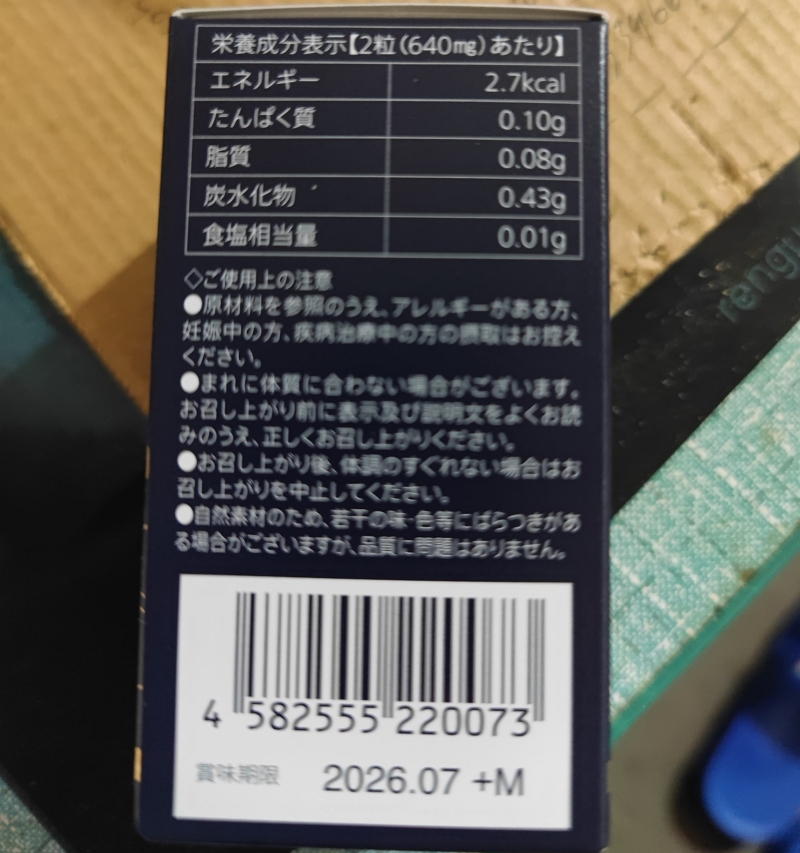 栄養成分表示【2粒(640mg)あたり】
エネルギー 2.7kcal
たんぱく質 0.10g
脂質 0.08g
炭水化物 0.43g
食塩相当量 0.01g
◇ご使用上の注意
●原材料を参照のうえ、アレルギーがある方、
妊娠中の方、疾病治療中の方の摂取はお控え
ください。
●まれに体質に合わない場合がございます。
お召し上がり前に表示及び説明文をよくお読
みのうえ、正しくお召し上がりください。
●お召し上がり後、体調のすぐれない場合はお
召し上がりを中止してください。
●自然素材のため、若干の味・色等にばらつきがあ
る場合がございますが、品質に問題はありません。
4 582555 220073
賞味期限 2026.07 +M